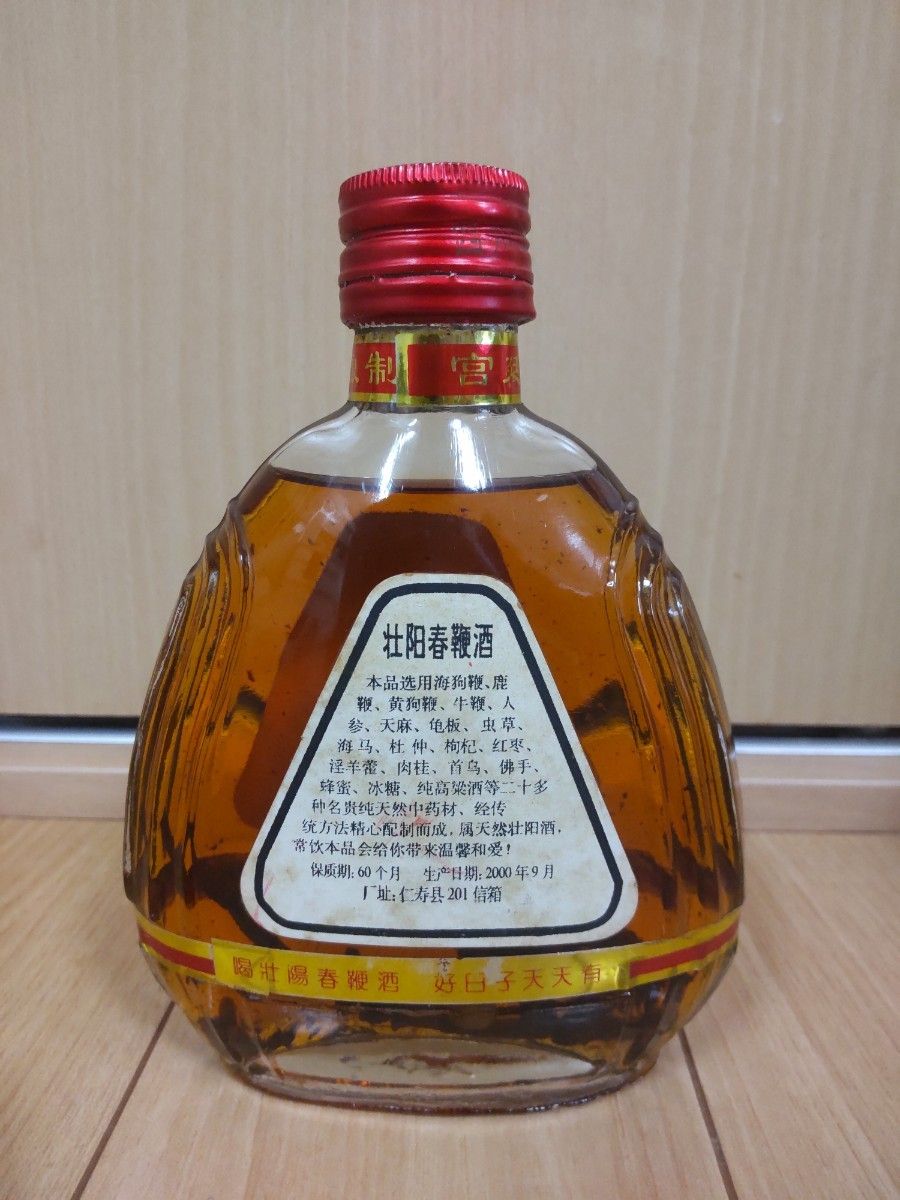 制 宫
壮阳春鞭酒
本品选用海狗鞭、鹿
鞭、黄狗鞭、牛鞭、人
参、天麻、龟板、虫草、
海马、杜仲、枸杞、红枣、
淫羊藿、肉桂、首乌、佛手、
蜂蜜、冰糖、纯高粱酒等二十多
种名贵纯天然中药材、经传
统方法精心配制而成，属天然壮阳酒，
常饮本品会给你带来温馨和爱！
保质期：60个月 生产日期：2000年9月
厂址：仁寿县201信箱
喝壯陽春鞭酒 好日子天天有